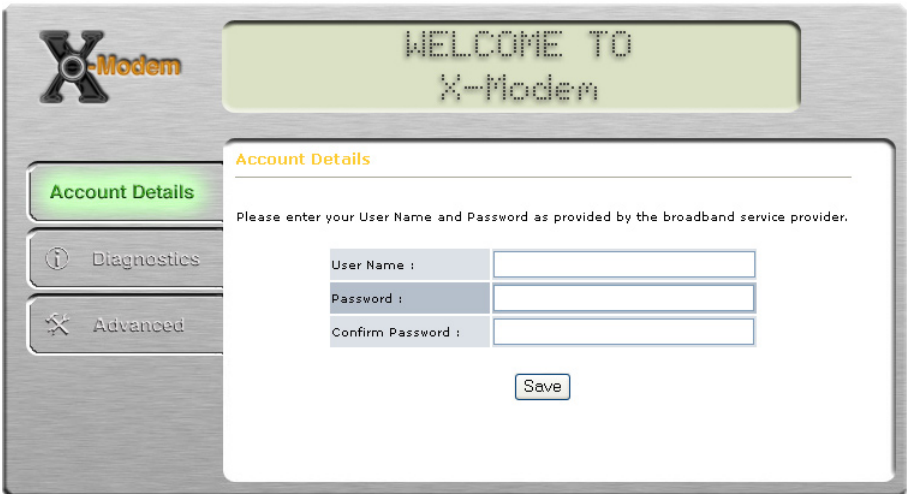 X-Modem
WELCOME TO
X-Modem
Account Details
Diagnostics
Advanced
Account Details
Please enter your User Name and Password as provided by the broadband service provider.
User Name :
Password :
Confirm Password :
Save